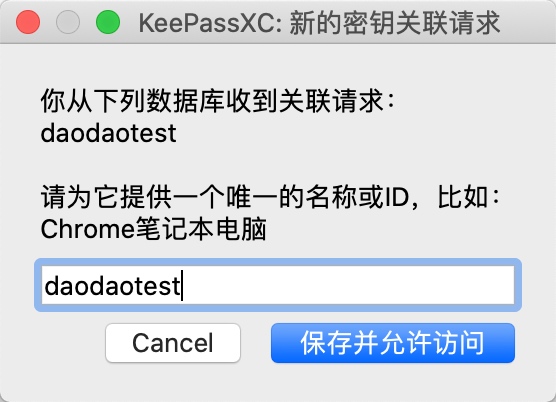 KeePassXC: 新的密钥关联请求
你从下列数据库收到关联请求：
daodaotest
请为它提供一个唯一的名称或ID，比如：
Chrome笔记本电脑
daodaotest
Cancel
保存并允许访问